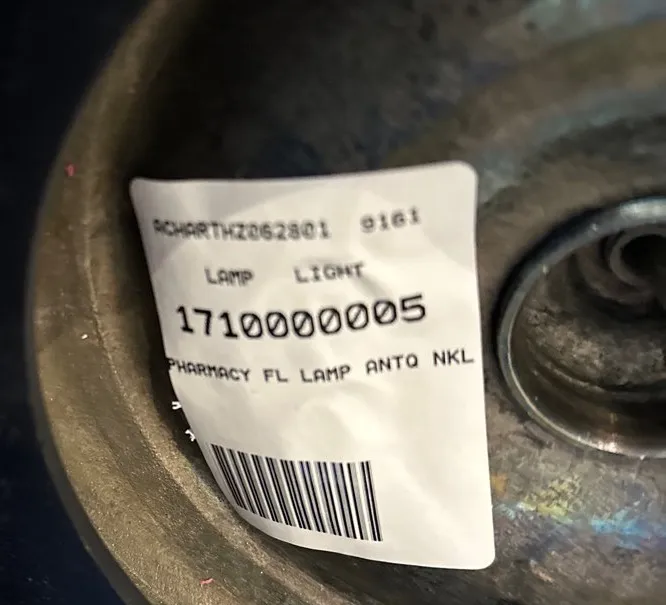 ACHARTHZ062801 9161
LAMP LIGHT
1710000005
PHARMACY FL LAMP ANTQ NKL